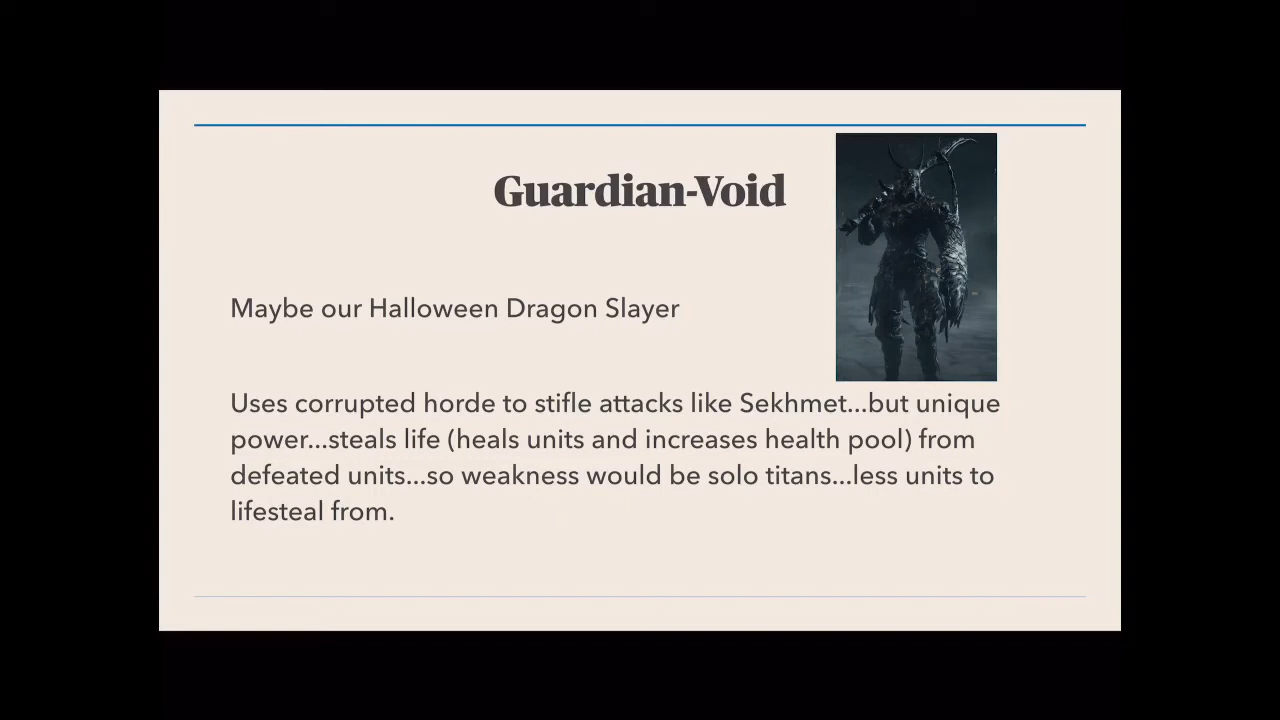 Guardian-Void
Maybe our Halloween Dragon Slayer
Uses corrupted horde to stifle attacks like Sekhmet...but unique
power...steals life (heals units and increases health pool) from
defeated units...so weakness would be solo titans...less units to
lifesteal from.